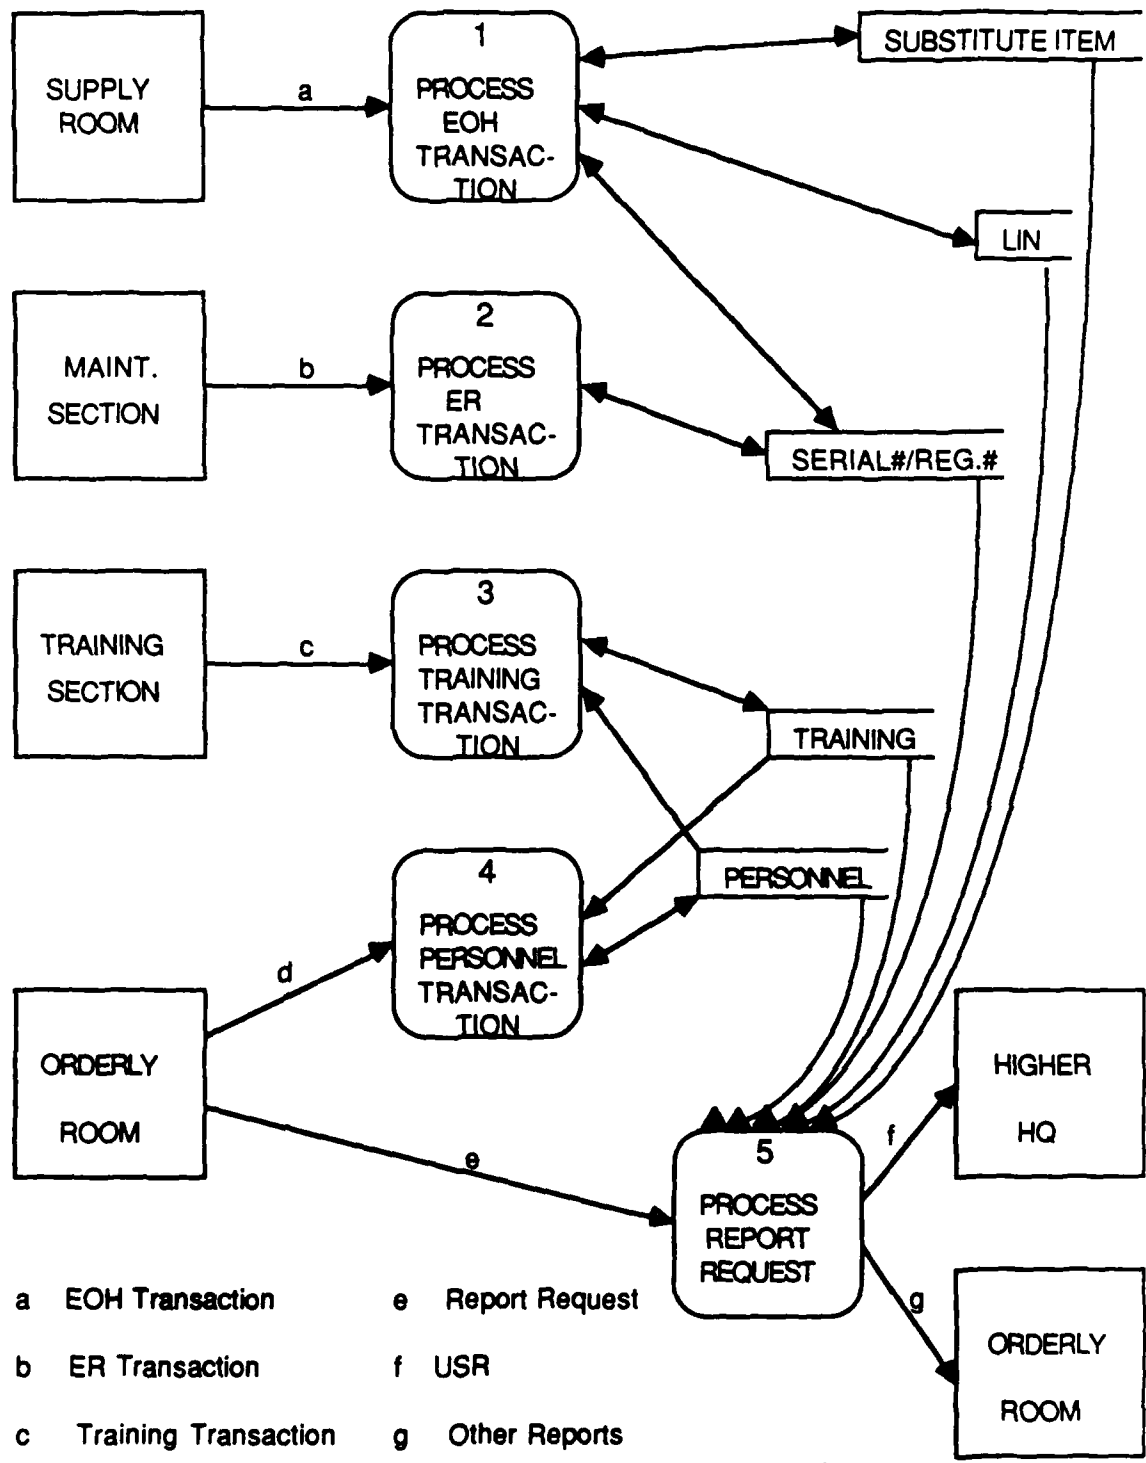 1
SUBSTITUTE ITEM
SUPPLY
ROOM
a
PROCESS
EOH
TRANSAC-
TION
LIN
2
MAINT.
SECTION
b
PROCESS
ER
TRANSAC-
TION
SERIAL#/REG.#
3
TRAINING
SECTION
c
PROCESS
TRAINING
TRANSAC-
TION
TRAINING
4
PERSONNEL
PROCESS
PERSONNEL
TRANSAC-
TION
d
ORDERLY
ROOM
e
HIGHER
HQ
f
5
PROCESS
REPORT
REQUEST
g
ORDERLY
ROOM
a EOH Transaction
e Report Request
b ER Transaction
f USR
c Training Transaction
g Other Reports